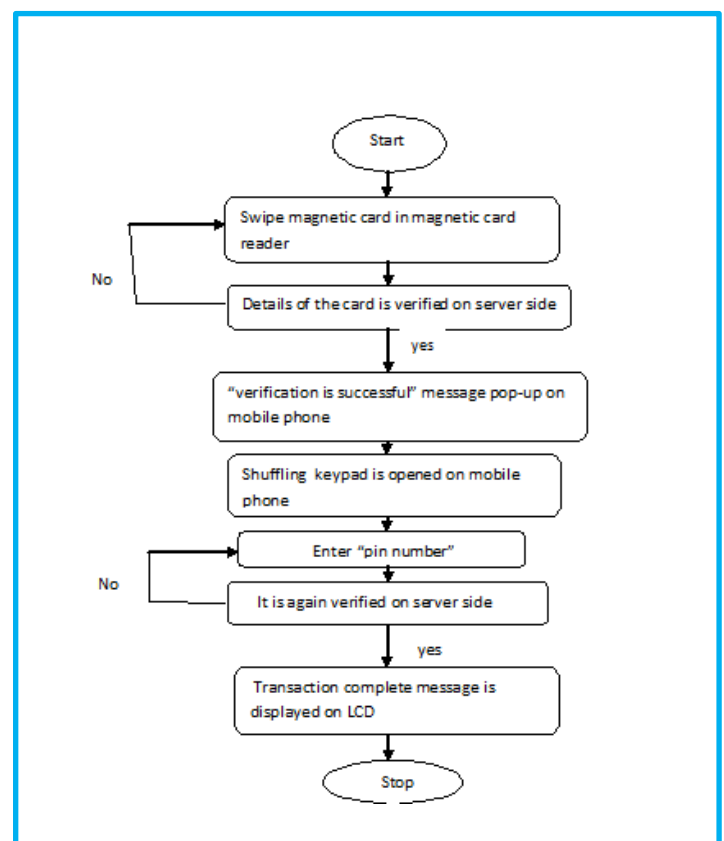 Start
Swipe magnetic card in magnetic card
reader
No
Details of the card is verified on server side
yes
“verification is successful” message pop-up on
mobile phone
Shuffling keypad is opened on mobile
phone
Enter “pin number”
No
It is again verified on server side
yes
Transaction complete message is
displayed on LCD
Stop